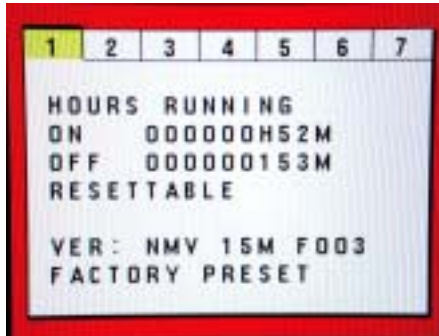 1 2 3 4 5 6 7
HOURS RUNNING
ON 000000H52M
OFF 000000153M
RESETTABLE
VER: NMV 15M F003
FACTORY PRESET